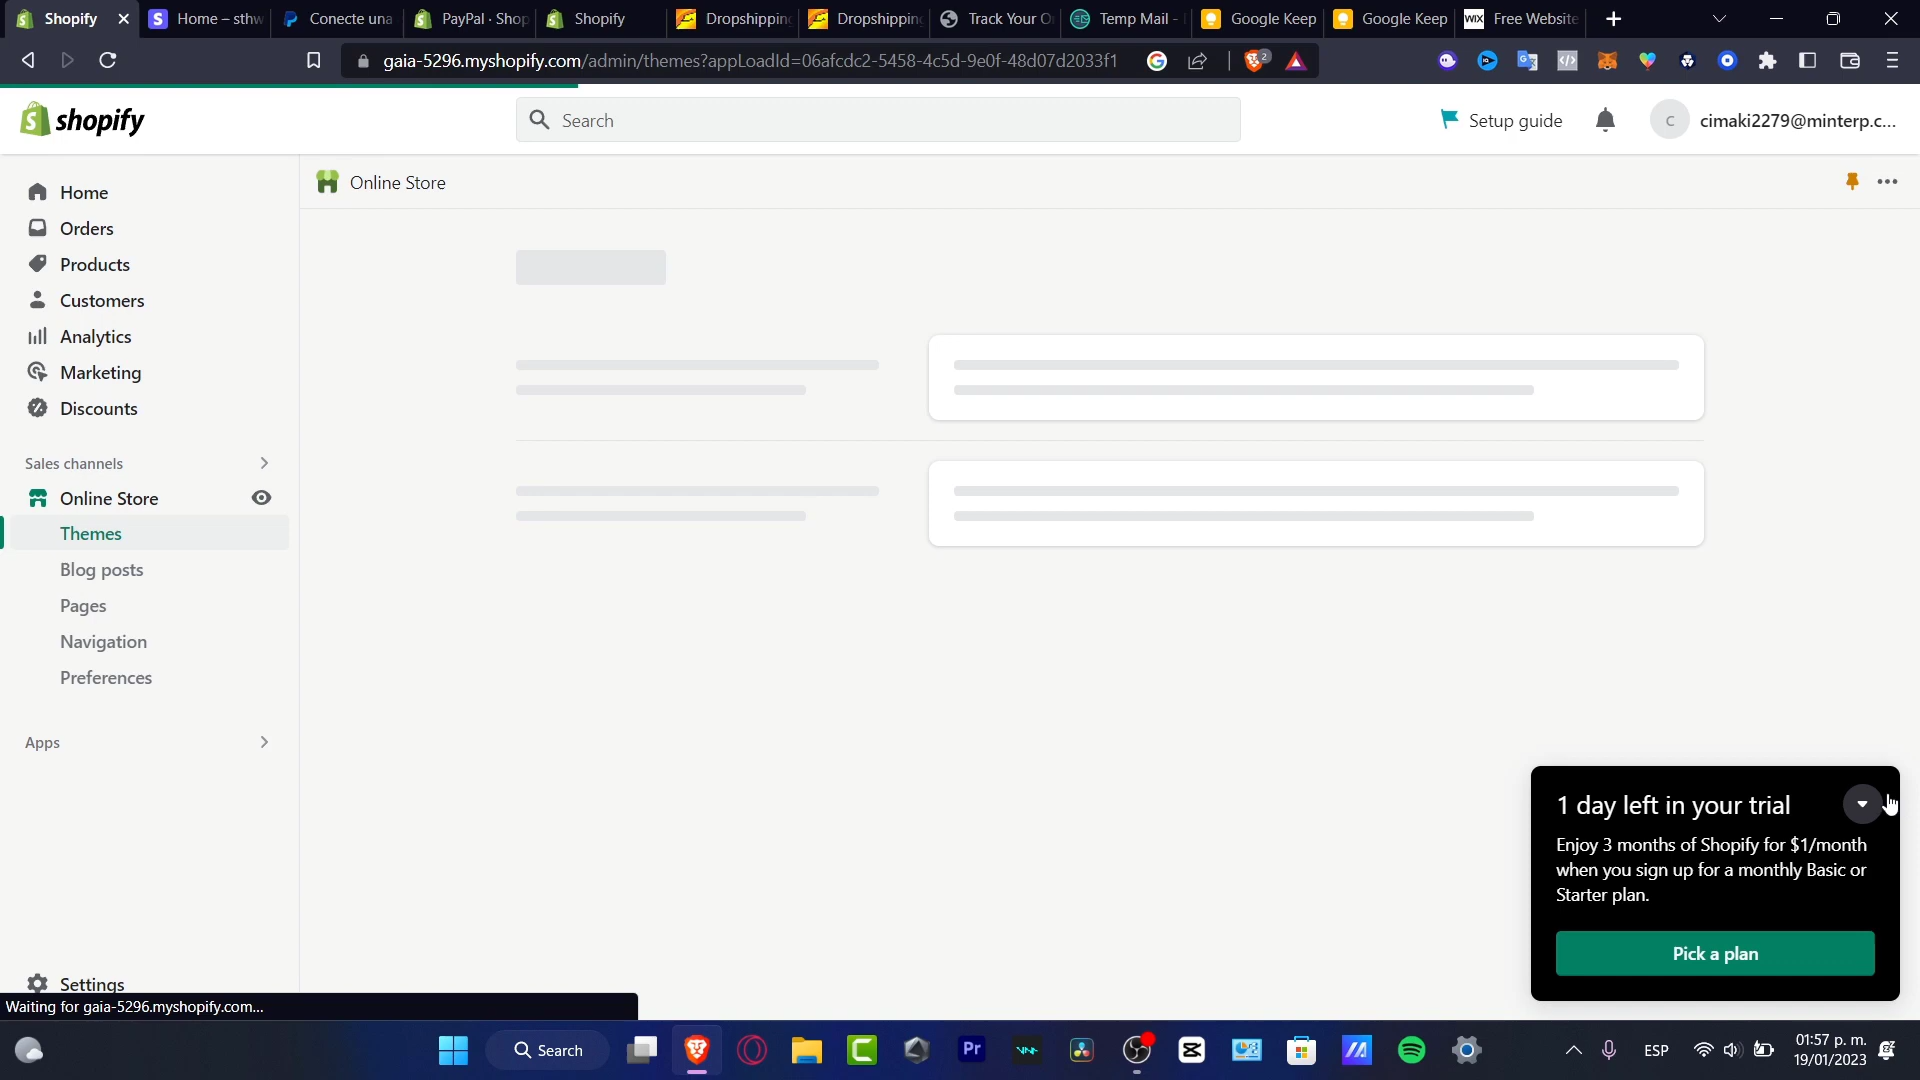 Shopify
Home – sthw
Conecte una
PayPal · Shop
Shopify
Dropshipping
Dropshipping
Track Your O
Temp Mail -
Google Keep
Google Keep
WIX
Free Website
gaia-5296.myshopify.com/admin/themes?appLoadId=06afcdc2-5458-4c5d-9e0f-48d07d2033f1
2
shopify
Search
Setup guide
C
cimaki2279@minterp.c...
Home
Online Store
Orders
Products
Customers
Analytics
Marketing
Discounts
Sales channels
Online Store
Themes
Blog posts
Pages
Navigation
Preferences
Apps
1 day left in your trial
Enjoy 3 months of Shopify for $1/month
when you sign up for a monthly Basic or
Starter plan.
Pick a plan
Settings
Waiting for gaia-5296.myshopify.com...
Search
Pr
ESP
01:57 p. m.
19/01/2023